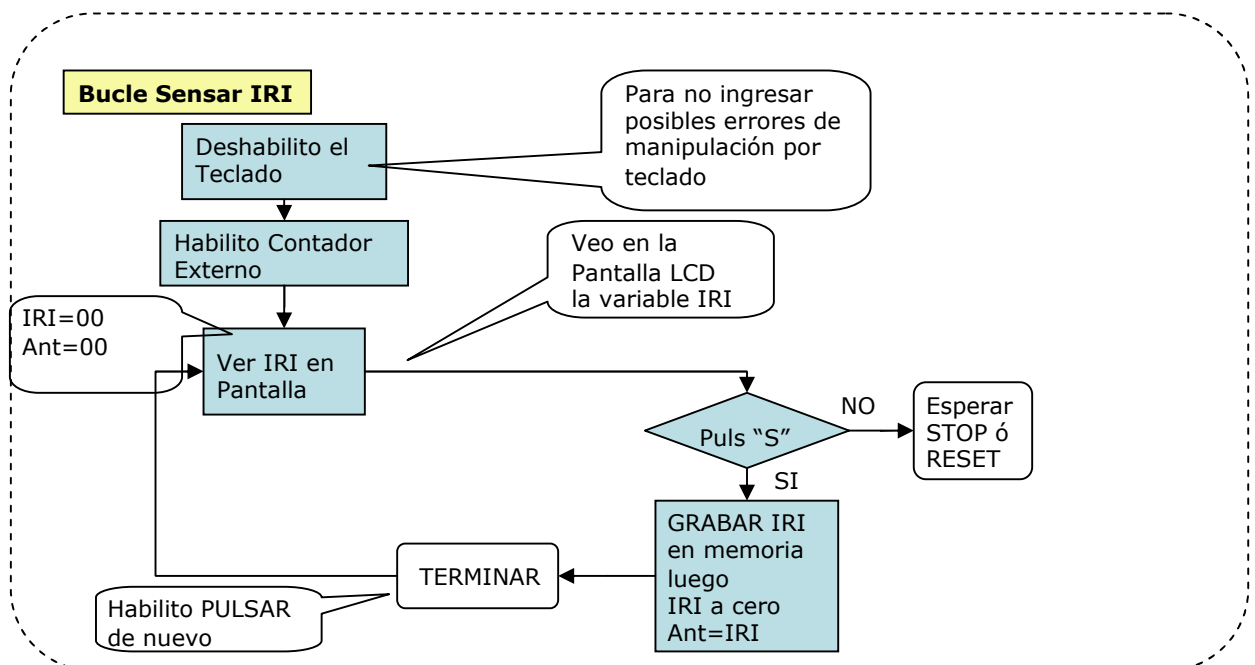 Bucle Sensar IRI
Deshabilito el
Teclado
Para no ingresar
posibles errores de
manipulación por
teclado
Habilito Contador
Externo
Veo en la
Pantalla LCD
la variable IRI
IRI=00
Ant=00
Ver IRI en
Pantalla
Puls “S”
NO
Esperar
STOP ó
RESET
SI
GRABAR IRI
en memoria
luego
IRI a cero
Ant=IRI
TERMINAR
Habilito PULSAR
de nuevo